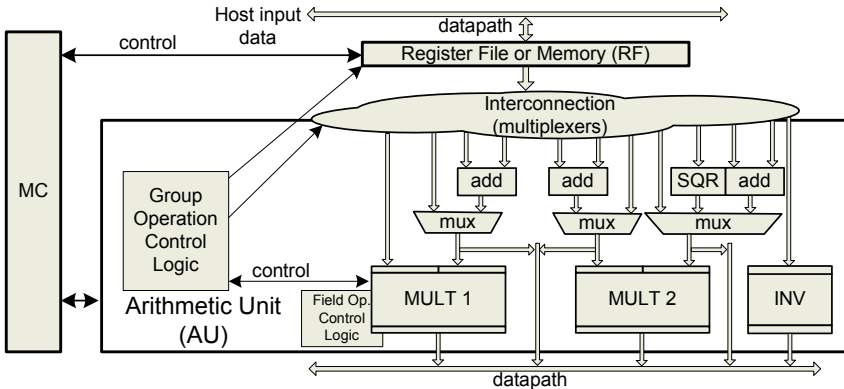 Host input
data
datapath
control
Register File or Memory (RF)
Interconnection
(multiplexers)
MC
Group
Operation
Control
Logic
add
add
SQR
add
mux
mux
mux
control
Arithmetic Unit
(AU)
Field Op.
Control
Logic
MULT 1
MULT 2
INV
datapath